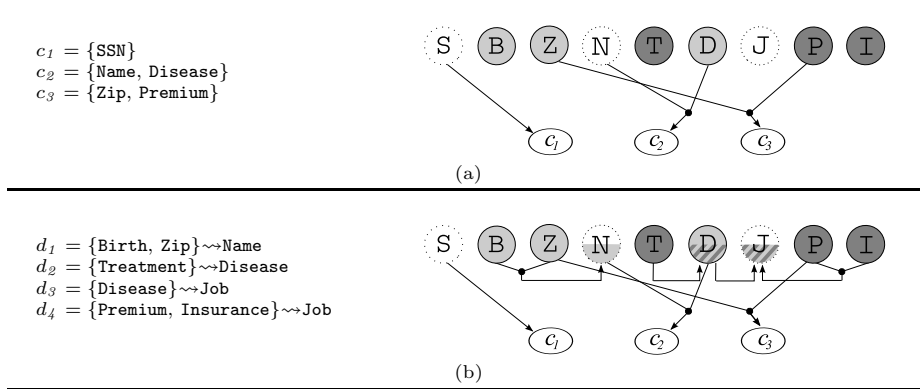 S B Z N T D J P I
c₁ = {SSN}
c₂ = {Name, Disease}
c₃ = {Zip, Premium}
c₁ c₂ c₃
(a)
d₁ = {Birth, Zip}⇝Name
d₂ = {Treatment}⇝Disease
d₃ = {Disease}⇝Job
d₄ = {Premium, Insurance}⇝Job
S B Z N T D J P I
c₁ c₂ c₃
(b)